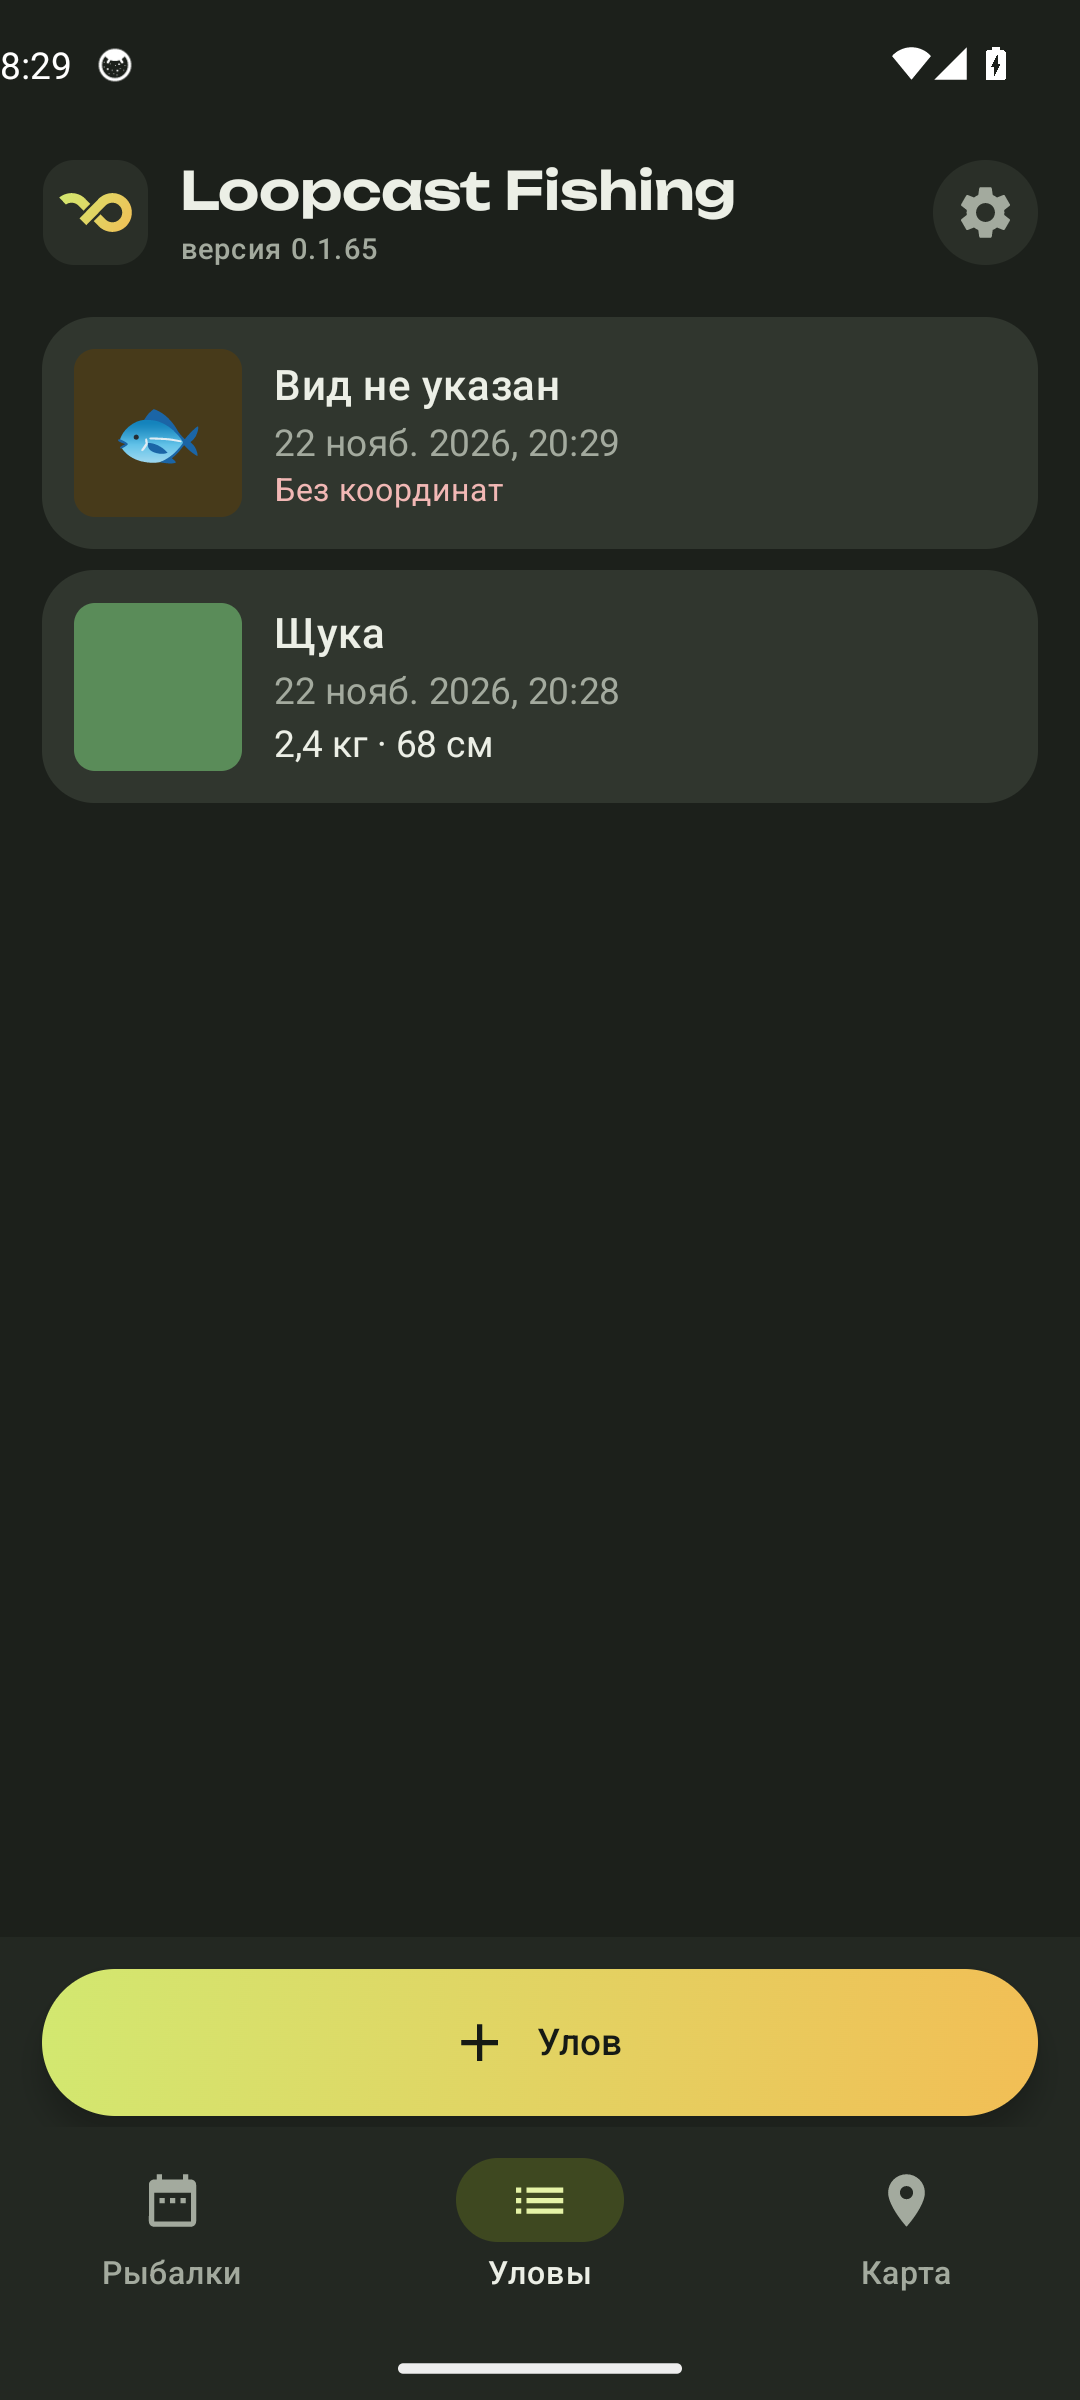 8:29
Loopcast Fishing
версия 0.1.65
Вид не указан
22 нояб. 2026, 20:29
Без координат
Щука
22 нояб. 2026, 20:28
2,4 кг · 68 см
+ Улов
Рыбалки
Уловы
Карта